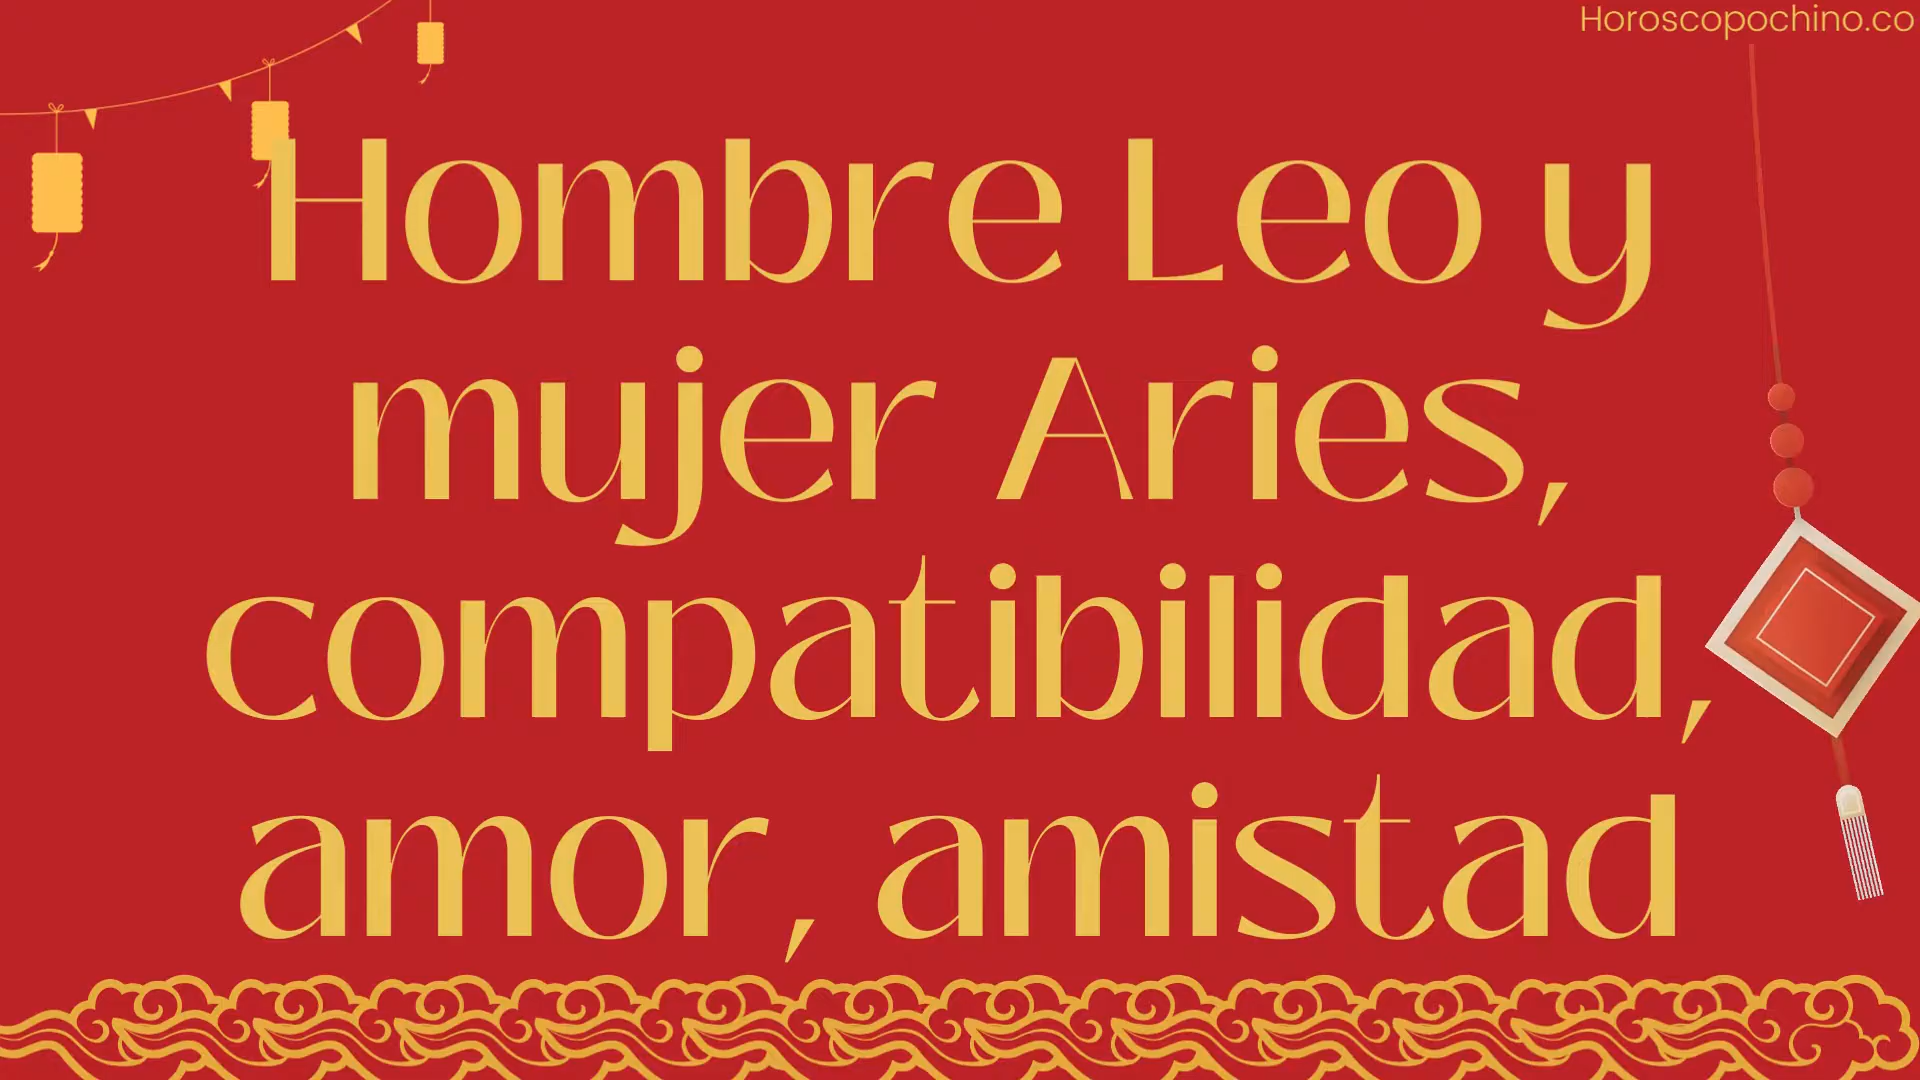 Horoscopochino.co
Hombre Leo y
mujer Aries,
compatibilidad,
amor, amistad